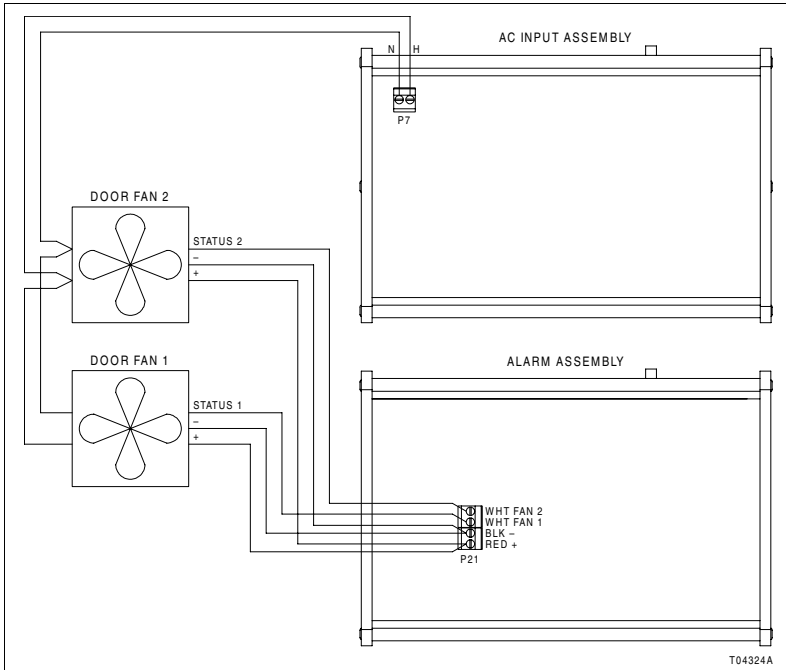 AC INPUT ASSEMBLY
N H
P7
DOOR FAN 2
STATUS 2
–
+
DOOR FAN 1
STATUS 1
–
+
ALARM ASSEMBLY
WHT FAN 2
WHT FAN 1
BLK –
RED +
P21
T04324A